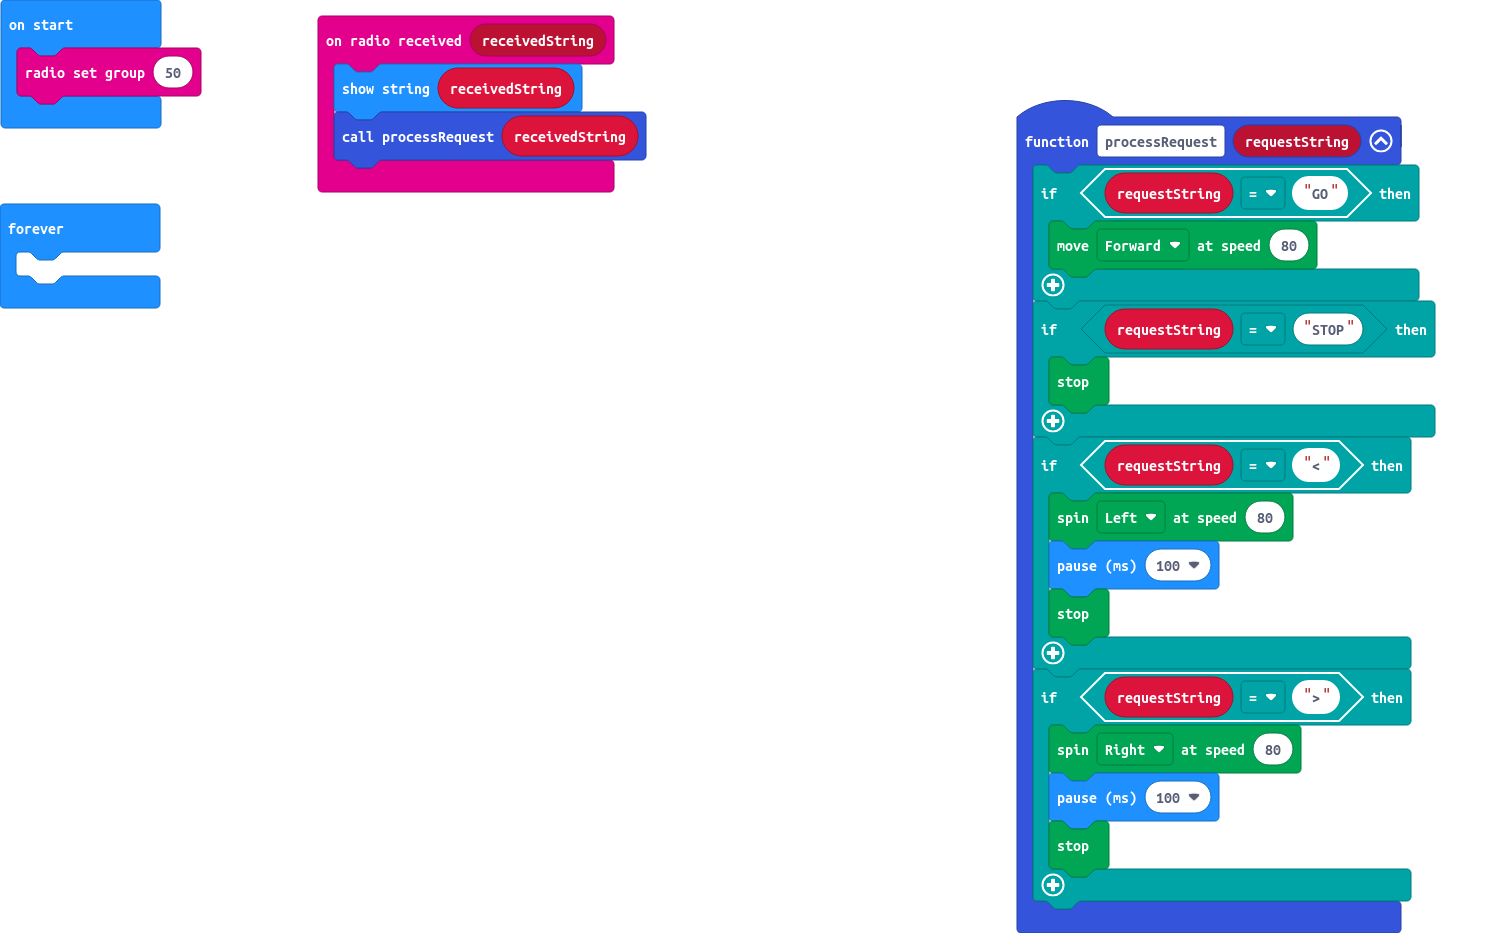 on start
radio set group 50
forever
on radio received receivedString
show string receivedString
call processRequest receivedString
function processRequest requestString
if requestString = "GO" then
move Forward at speed 80
if requestString = "STOP" then
stop
if requestString = "<" then
spin Left at speed 80
pause (ms) 100
stop
if requestString = ">" then
spin Right at speed 80
pause (ms) 100
stop